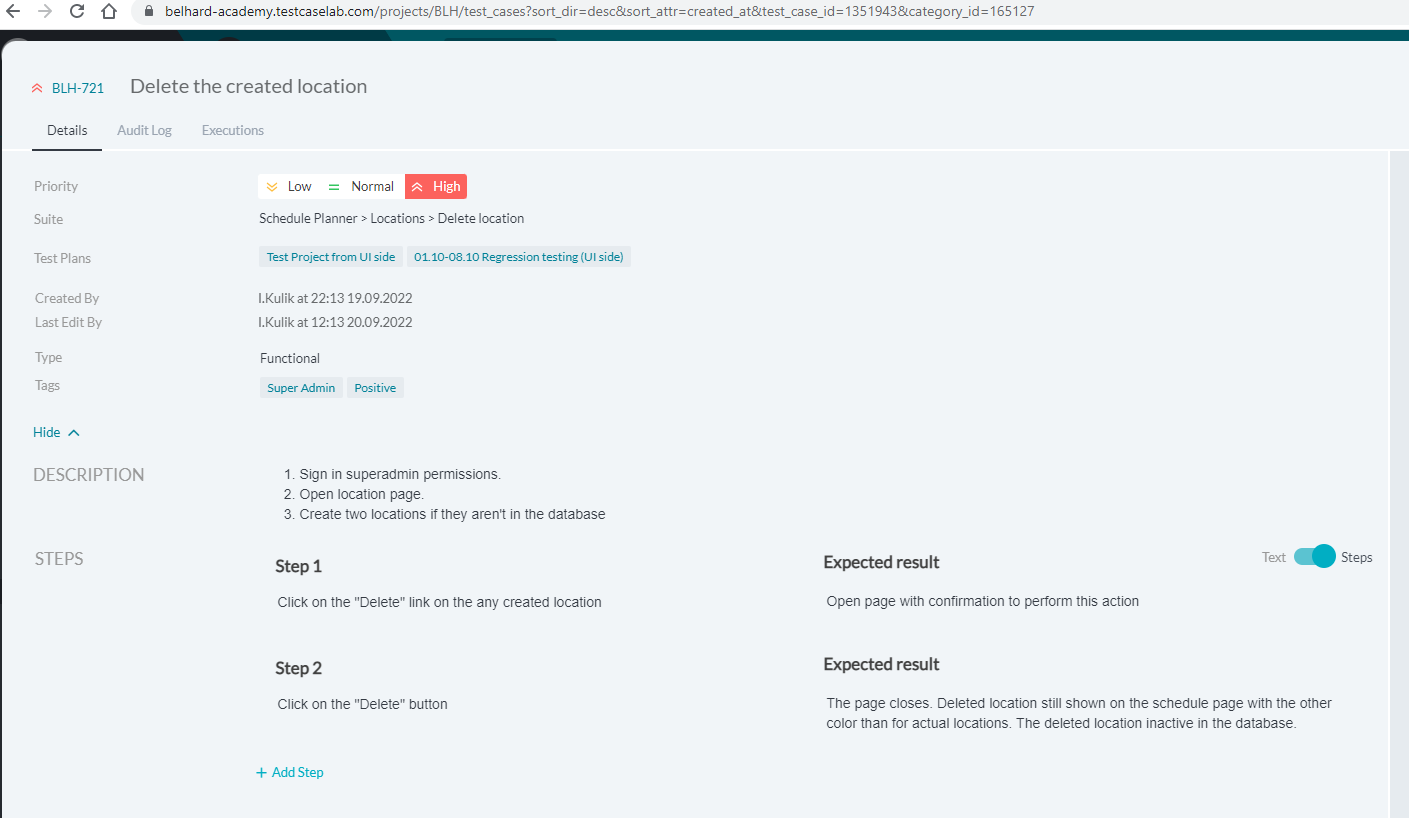 belhard-academy.testcaselab.com/projects/BLH/test_cases?sort_dir=desc&sort_attr=created_at&test_case_id=1351943&category_id=165127
BLH-721 Delete the created location
Details Audit Log Executions
Priority Low Normal High
Suite Schedule Planner > Locations > Delete location
Test Plans Test Project from UI side 01.10-08.10 Regression testing (UI side)
Created By I.Kulik at 22:13 19.09.2022
Last Edit By I.Kulik at 12:13 20.09.2022
Type Functional
Tags Super Admin Positive
Hide
DESCRIPTION 1. Sign in superadmin permissions.
2. Open location page.
3. Create two locations if they aren't in the database
STEPS Step 1 Expected result Text Steps
Click on the "Delete" link on the any created location Open page with confirmation to perform this action
Step 2 Expected result
Click on the "Delete" button The page closes. Deleted location still shown on the schedule page with the other
color than for actual locations. The deleted location inactive in the database.
+ Add Step